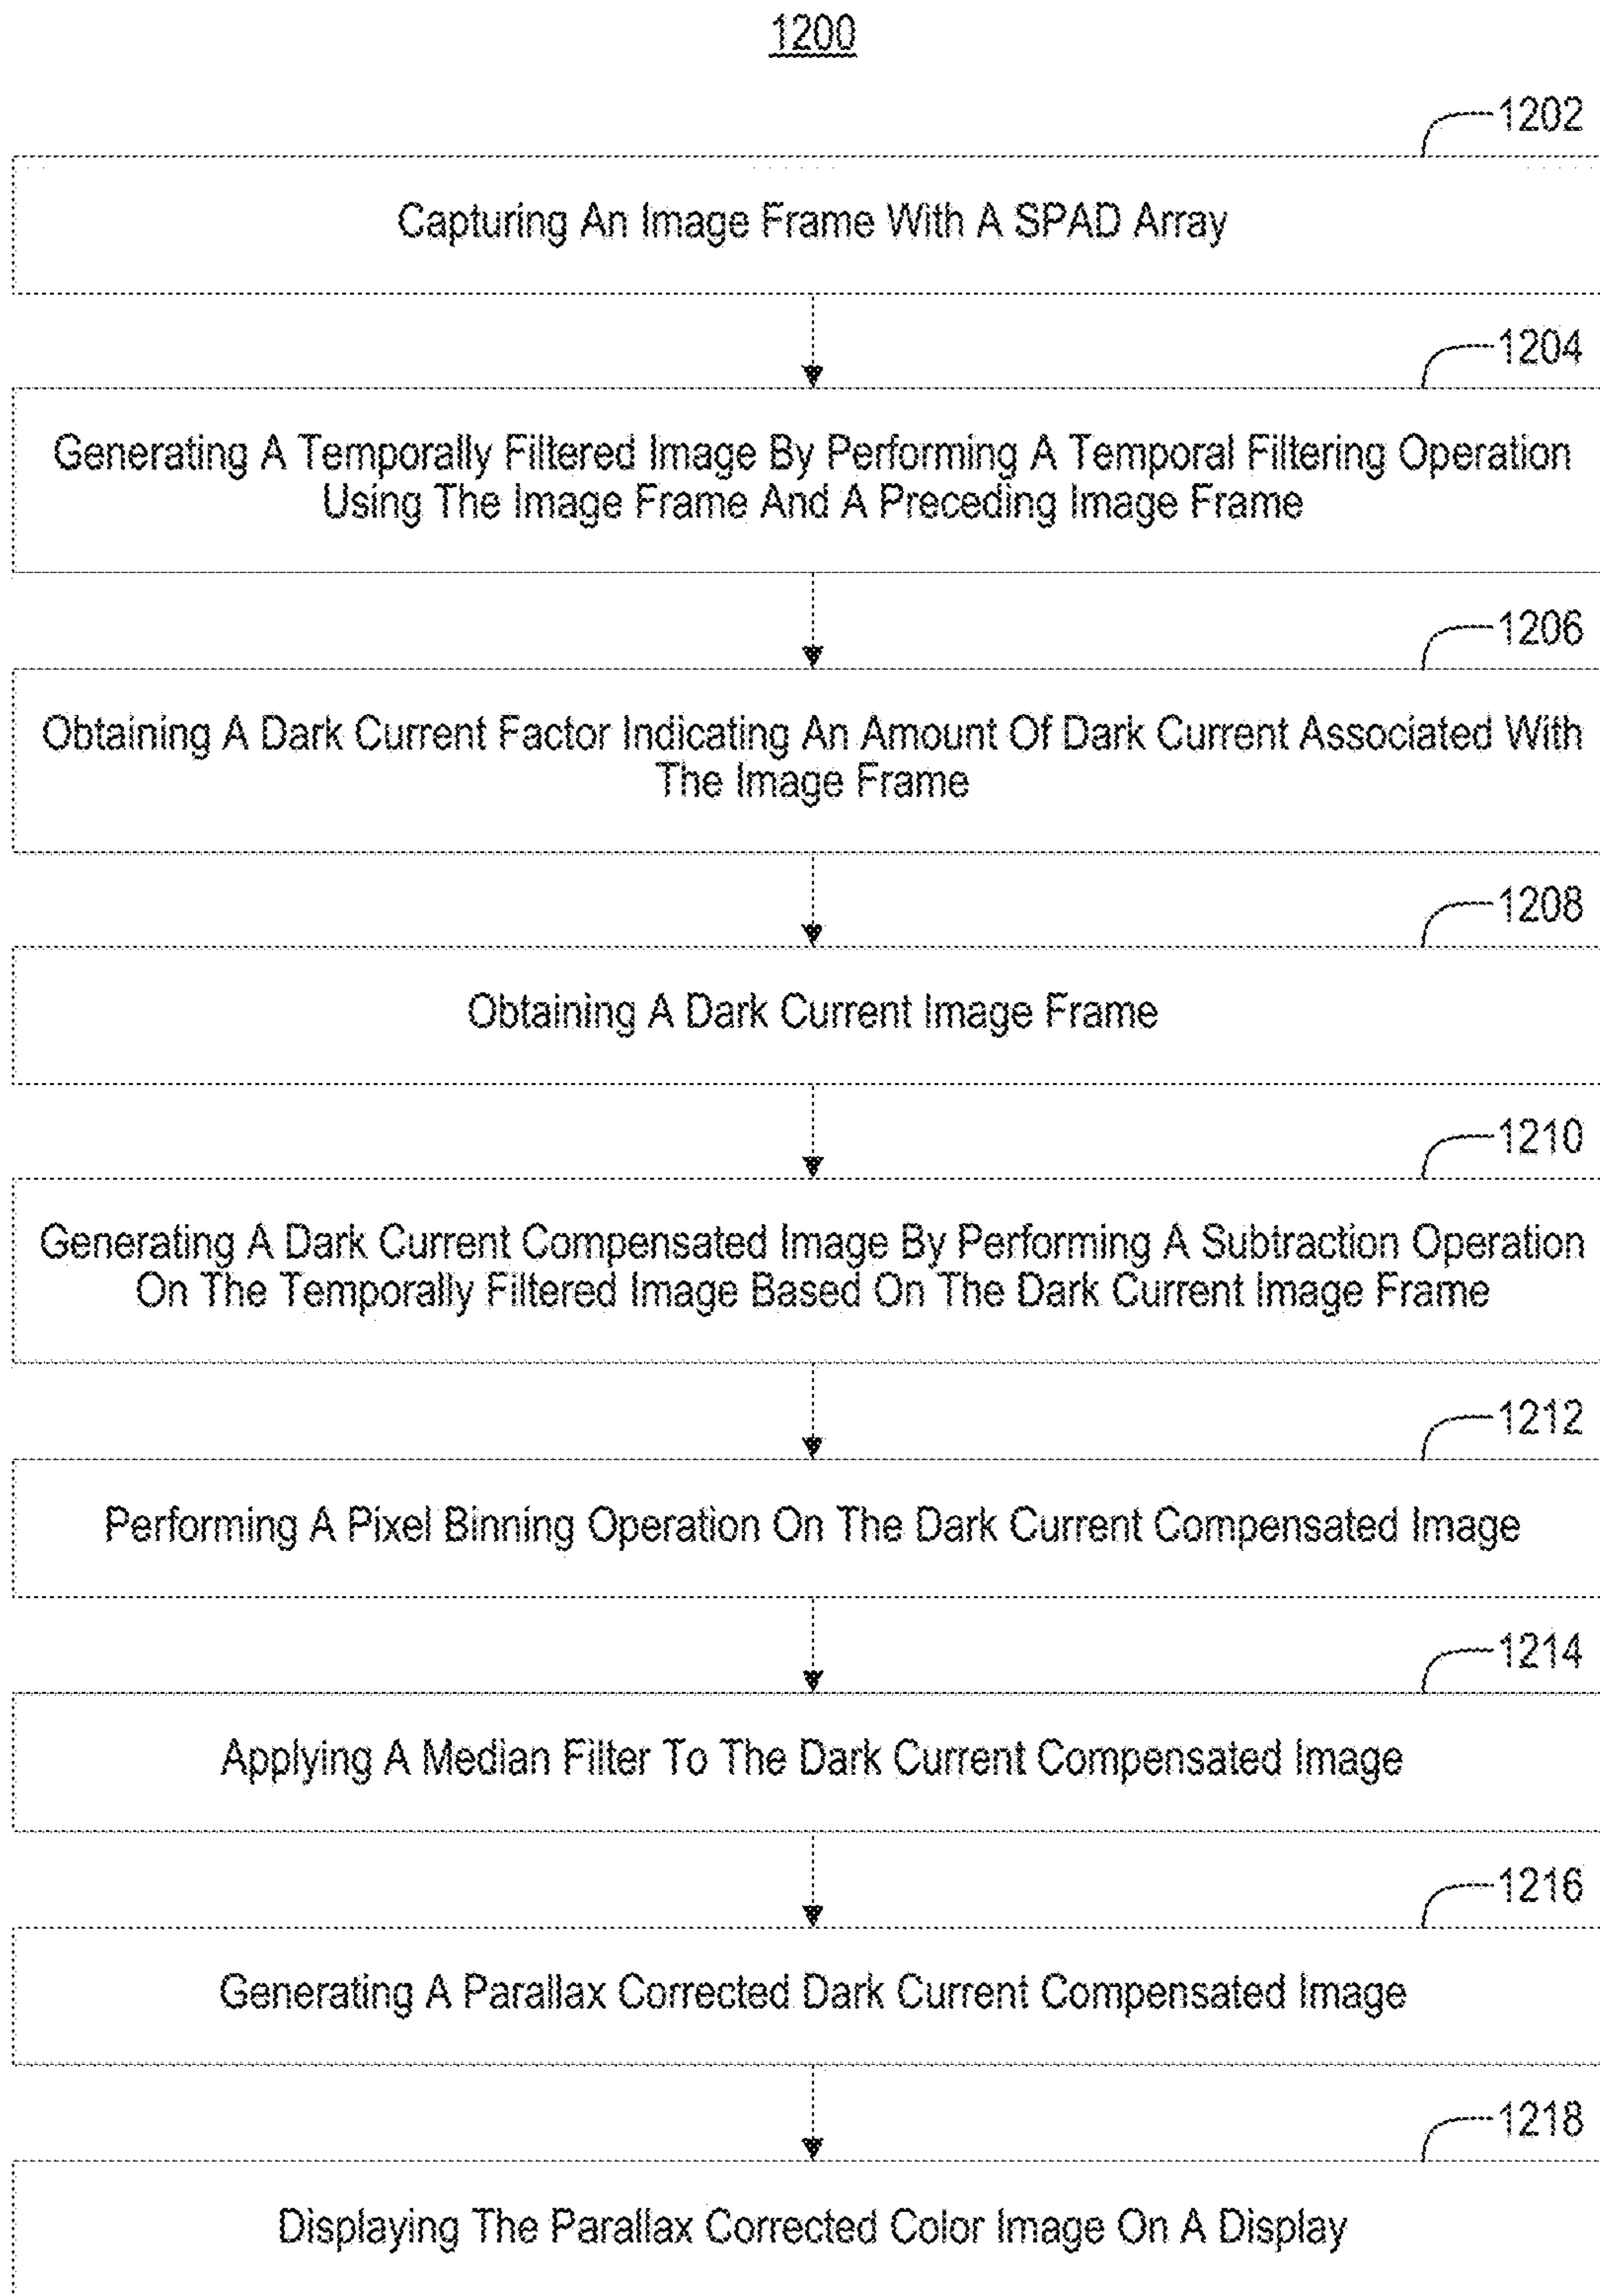 1200
1202
Capturing An Image Frame With A SPAD Array
1204
Generating A Temporally Filtered Image By Performing A Temporal Filtering Operation
Using The Image Frame And A Preceding Image Frame
1206
Obtaining A Dark Current Factor Indicating An Amount Of Dark Current Associated With
The Image Frame
1208
Obtaining A Dark Current Image Frame
1210
Generating A Dark Current Compensated Image By Performing A Subtraction Operation
On The Temporally Filtered Image Based On The Dark Current Image Frame
1212
Performing A Pixel Binning Operation On The Dark Current Compensated Image
1214
Applying A Median Filter To The Dark Current Compensated Image
1216
Generating A Parallax Corrected Dark Current Compensated Image
1218
Displaying The Parallax Corrected Color Image On A Display